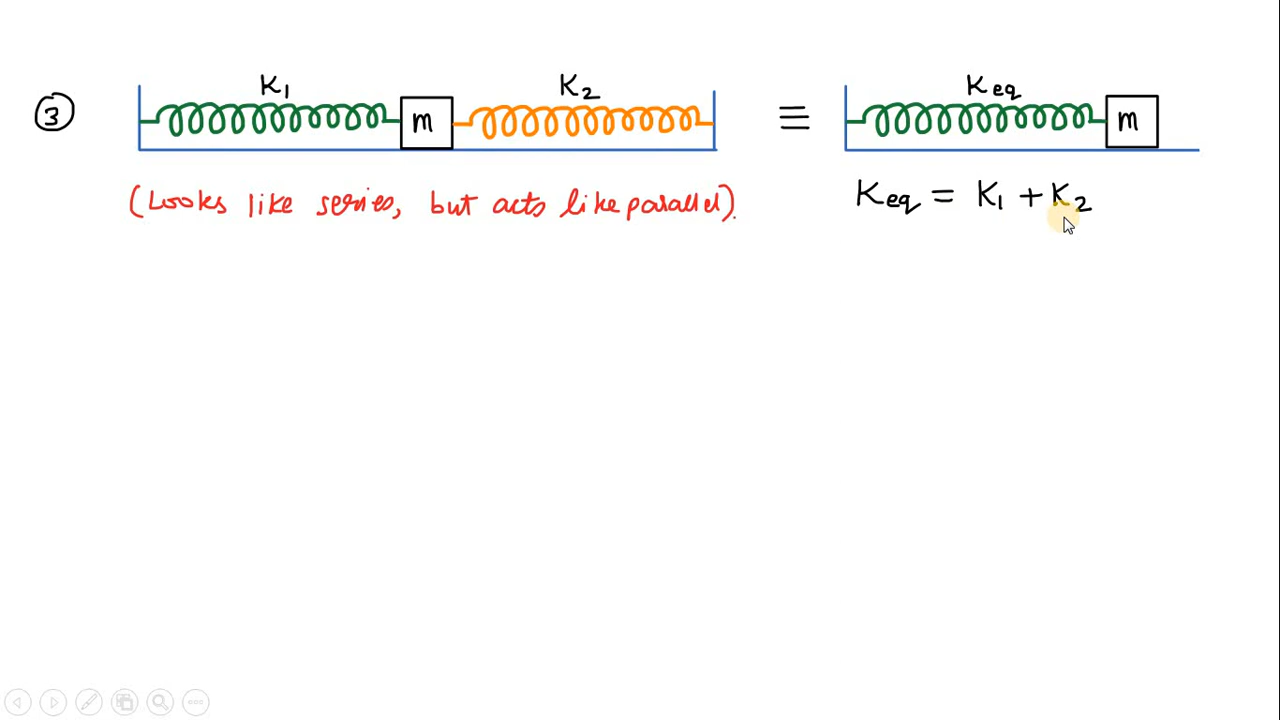 3 K1 m K2 ≡ Keq m
(Looks like series, but acts like parallel). Keq = K1 + K2